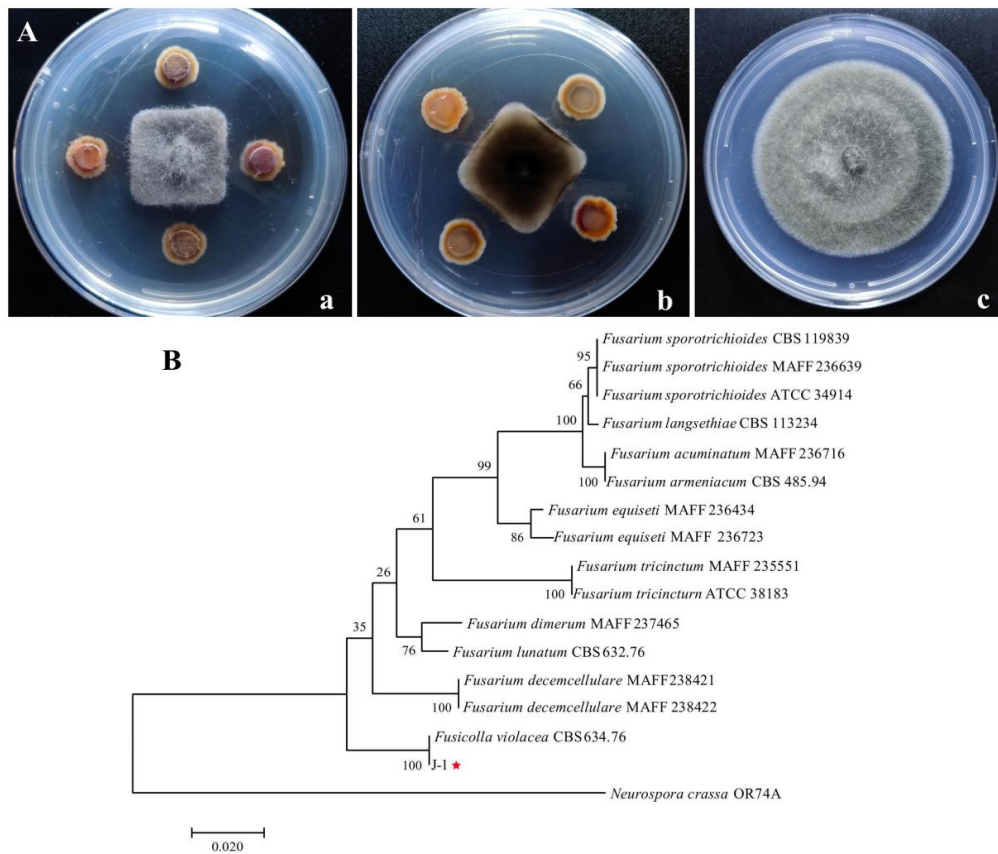 A
a
b
c
B
Fusarium sporotrichioides CBS 119839
95
Fusarium sporotrichioides MAFF 236639
66
Fusarium sporotrichioides ATCC 34914
100
Fusarium langsethiae CBS 113234
Fusarium acuminatum MAFF 236716
99
100
Fusarium armeniacum CBS 485.94
Fusarium equiseti MAFF 236434
61
86
Fusarium equiseti MAFF 236723
Fusarium tricinctum MAFF 235551
26
100
Fusarium tricincturn ATCC 38183
Fusarium dimerum MAFF 237465
35
76
Fusarium lunatum CBS 632.76
Fusarium decemcellulare MAFF 238421
100
Fusarium decemcellulare MAFF 238422
Fusicolla violacea CBS 634.76
100 J-1
Neurospora crassa OR74A
0.020